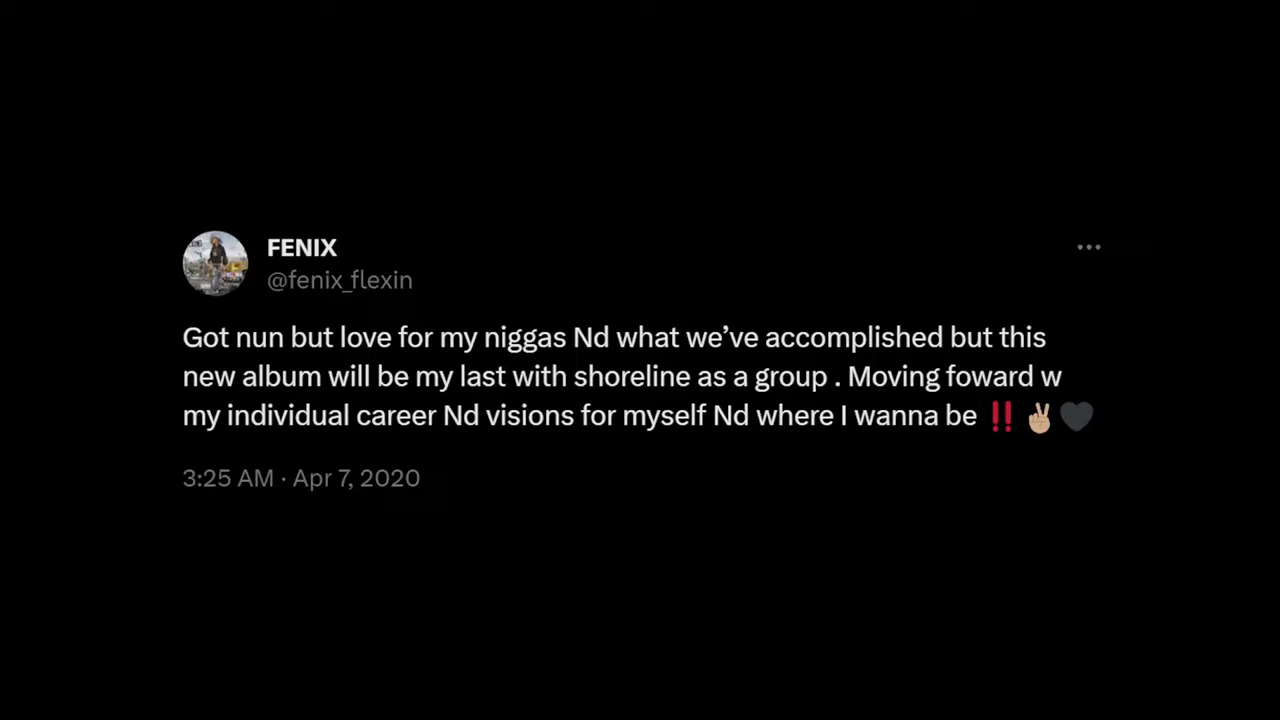 FENIX
@fenix_flexin
Got nun but love for my niggas Nd what we’ve accomplished but this
new album will be my last with shoreline as a group . Moving foward w
my individual career Nd visions for myself Nd where I wanna be ‼️ ✌🏼 🖤
3:25 AM · Apr 7, 2020